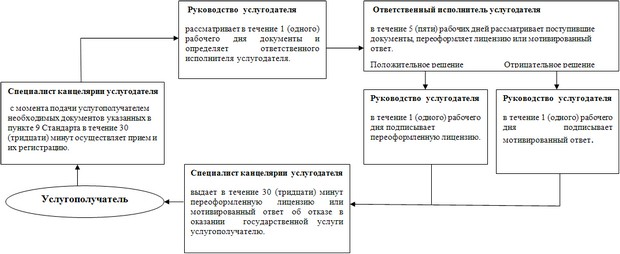 Руководство услугодателя
рассматривает в течение 1 (одного)
рабочего дня документы и
определяет ответственного
исполнителя услугодателя.
Ответственный исполнитель услугодателя
в течение 5 (пяти) рабочих дней рассматривает поступившие
документы, переоформляет лицензию или мотивированный
ответ.
Положительное решение
Отрицательное решение
Специалист канцелярии услугодателя
с момента подачи услугополучателем
необходимых документов указанных в
пункте 9 Стандарта в течение 30
(тридцати) минут осуществляет прием и
их регистрацию.
Руководство услугодателя
в течение 1 (одного) рабочего
дня подписывает
переоформленную лицензию.
Руководство услугодателя
в течение 1 (одного) рабочего
дня подписывает
мотивированный ответ.
Специалист канцелярии услугодателя
выдает в течение 30 (тридцати) минут
переоформленную лицензию или
мотивированный ответ об отказе в
оказании государственной услуги
услугополучателю.
Услугополучатель